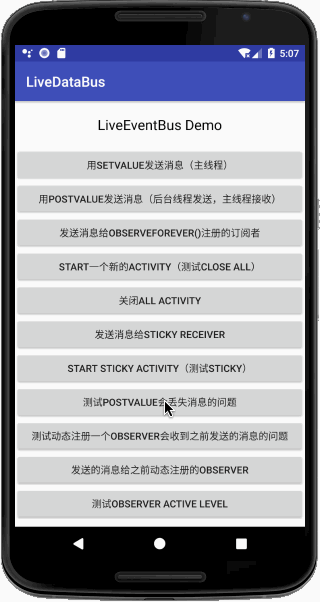 5:07
LiveDataBus
LiveEventBus Demo
用SETVALUE发送消息（主线程）
用POSTVALUE发送消息（后台线程发送，主线程接收）
发送消息给OBSERVEFOREVER()注册的订阅者
START一个新的ACTIVITY（测试CLOSE ALL）
关闭ALL ACTIVITY
发送消息给STICKY RECEIVER
START STICKY ACTIVITY（测试STICKY）
测试POSTVALUE会丢失消息的问题
测试动态注册一个OBSERVER会收到之前发送的消息的问题
发送的消息给之前动态注册的OBSERVER
测试OBSERVER ACTIVE LEVEL